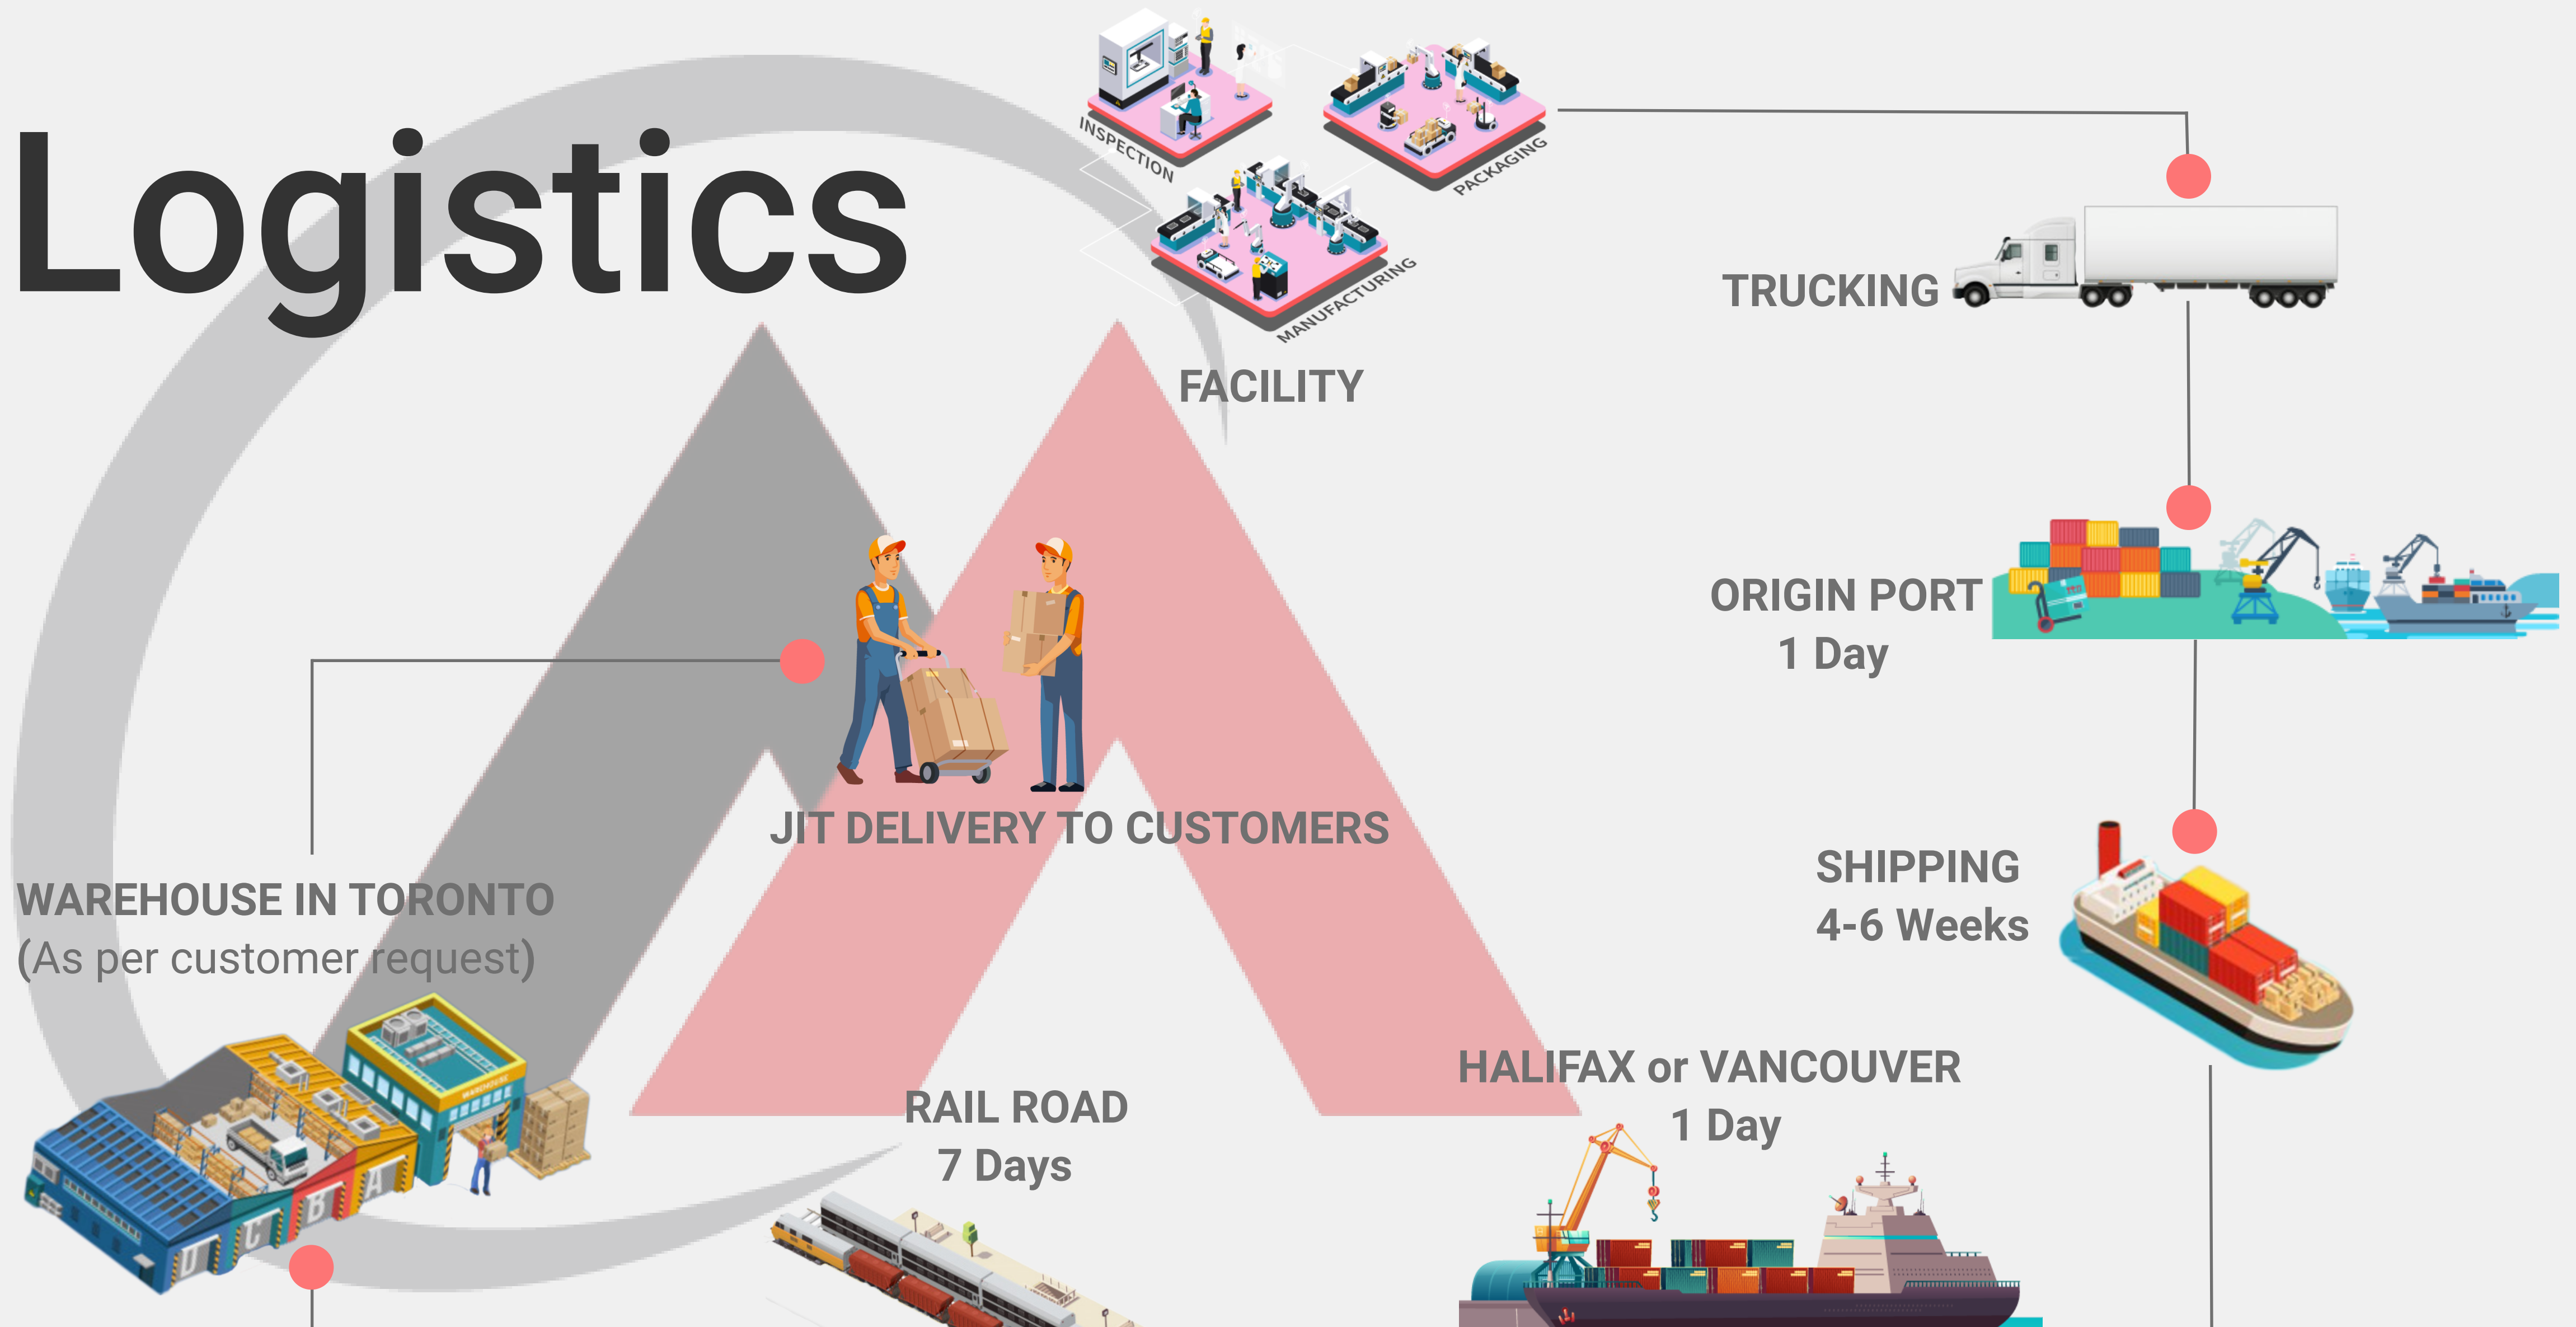 Logistics
INSPECTION
PACKAGING
MANUFACTURING
FACILITY
TRUCKING
ORIGIN PORT
1 Day
JIT DELIVERY TO CUSTOMERS
SHIPPING
4-6 Weeks
WAREHOUSE IN TORONTO
(As per customer request)
HALIFAX or VANCOUVER
1 Day
RAIL ROAD
7 Days
WAREHOUSE
A
B
C
D